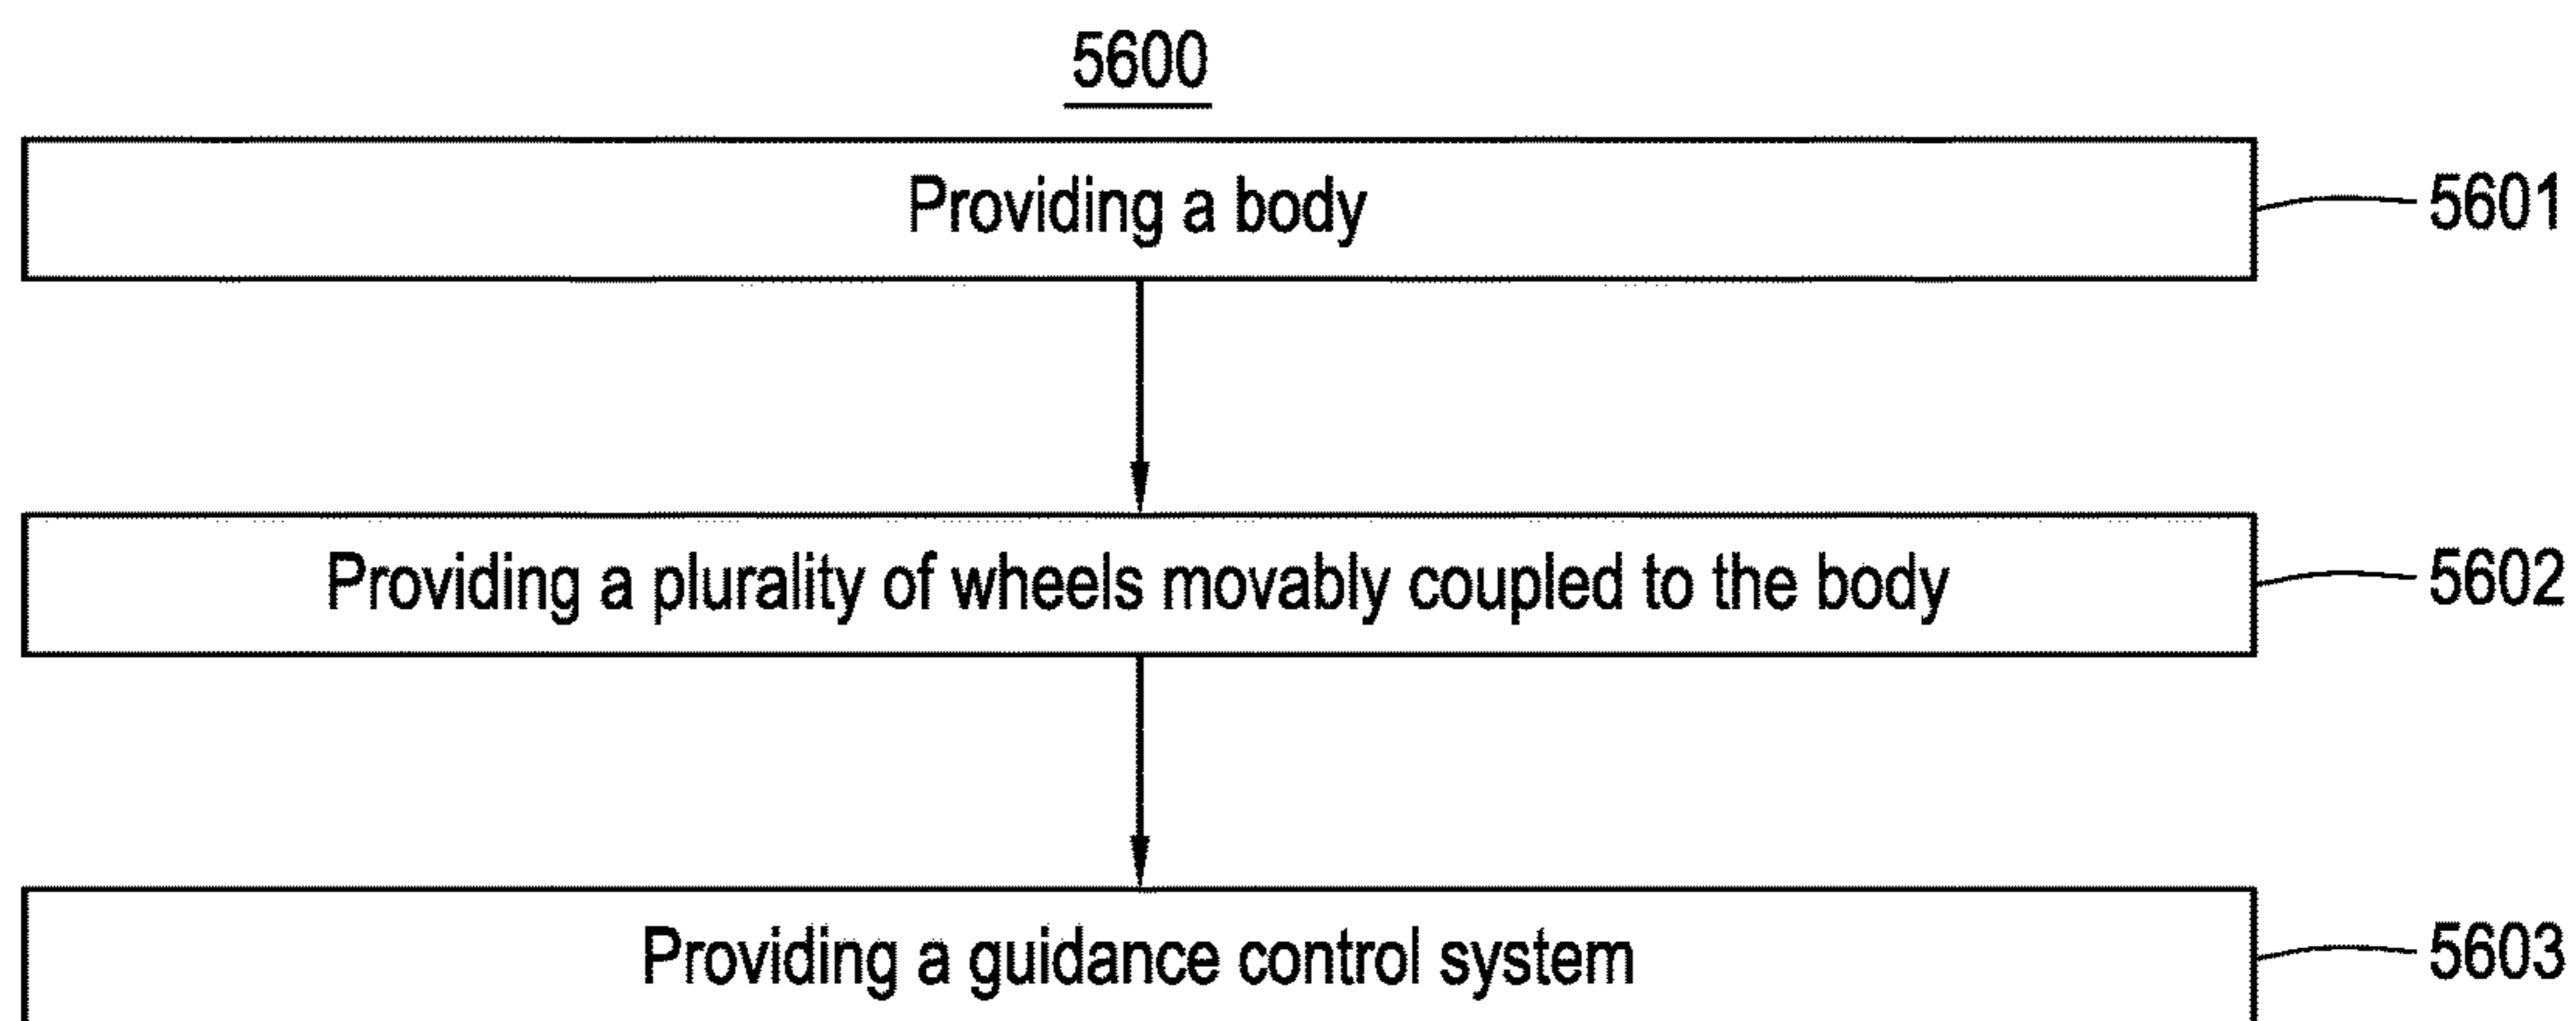 5600
Providing a body
5601
Providing a plurality of wheels movably coupled to the body
5602
Providing a guidance control system
5603